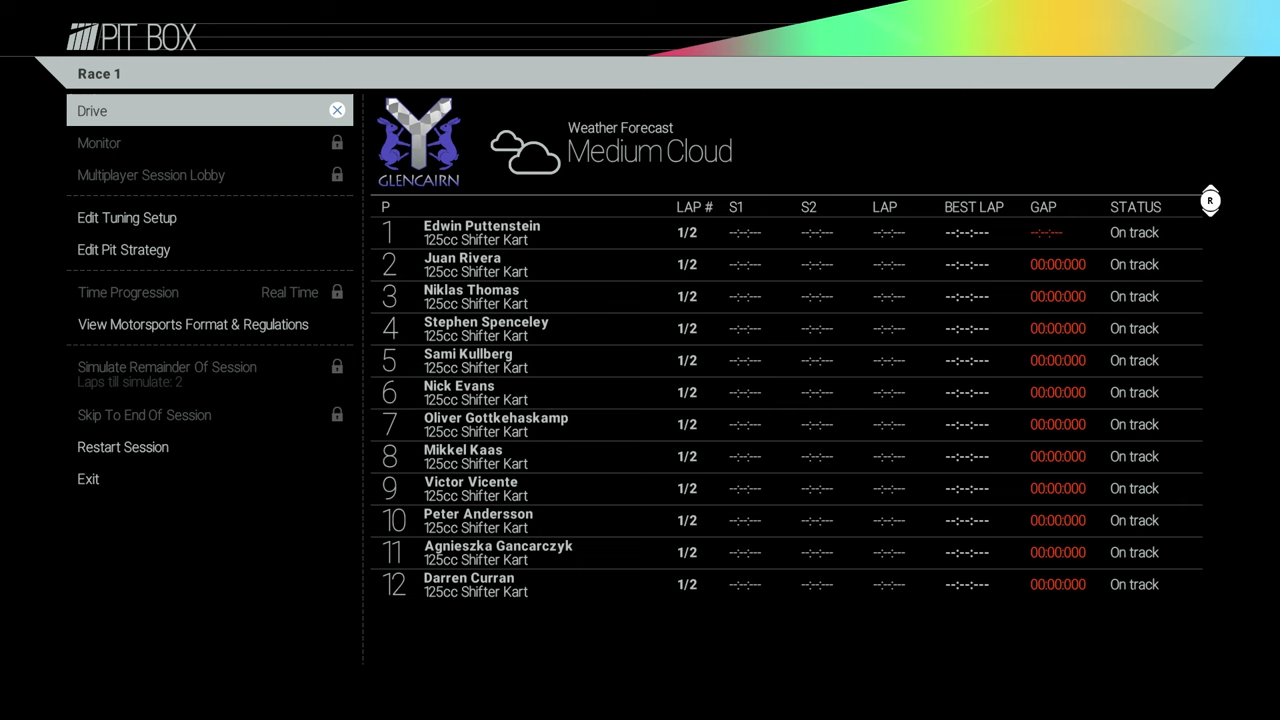 PIT BOX
Race 1
Drive
Monitor
Multiplayer Session Lobby
Edit Tuning Setup
Edit Pit Strategy
Time Progression Real Time
View Motorsports Format & Regulations
Simulate Remainder Of Session
Laps till simulate: 2
Skip To End Of Session
Restart Session
Exit
GLENCAIRN
Weather Forecast
Medium Cloud
R
P LAP # S1 S2 LAP BEST LAP GAP STATUS
1 Edwin Puttenstein 1/2 --:--:--- --:--:--- --:--:--- --:--:--- --:--:--- On track
125cc Shifter Kart
2 Juan Rivera 1/2 --:--:--- --:--:--- --:--:--- --:--:--- 00:00:000 On track
125cc Shifter Kart
3 Niklas Thomas 1/2 --:--:--- --:--:--- --:--:--- --:--:--- 00:00:000 On track
125cc Shifter Kart
4 Stephen Spenceley 1/2 --:--:--- --:--:--- --:--:--- --:--:--- 00:00:000 On track
125cc Shifter Kart
5 Sami Kullberg 1/2 --:--:--- --:--:--- --:--:--- --:--:--- 00:00:000 On track
125cc Shifter Kart
6 Nick Evans 1/2 --:--:--- --:--:--- --:--:--- --:--:--- 00:00:000 On track
125cc Shifter Kart
7 Oliver Gottkehaskamp 1/2 --:--:--- --:--:--- --:--:--- --:--:--- 00:00:000 On track
125cc Shifter Kart
8 Mikkel Kaas 1/2 --:--:--- --:--:--- --:--:--- --:--:--- 00:00:000 On track
125cc Shifter Kart
9 Victor Vicente 1/2 --:--:--- --:--:--- --:--:--- --:--:--- 00:00:000 On track
125cc Shifter Kart
10 Peter Andersson 1/2 --:--:--- --:--:--- --:--:--- --:--:--- 00:00:000 On track
125cc Shifter Kart
11 Agnieszka Gancarczyk 1/2 --:--:--- --:--:--- --:--:--- --:--:--- 00:00:000 On track
125cc Shifter Kart
12 Darren Curran 1/2 --:--:--- --:--:--- --:--:--- --:--:--- 00:00:000 On track
125cc Shifter Kart